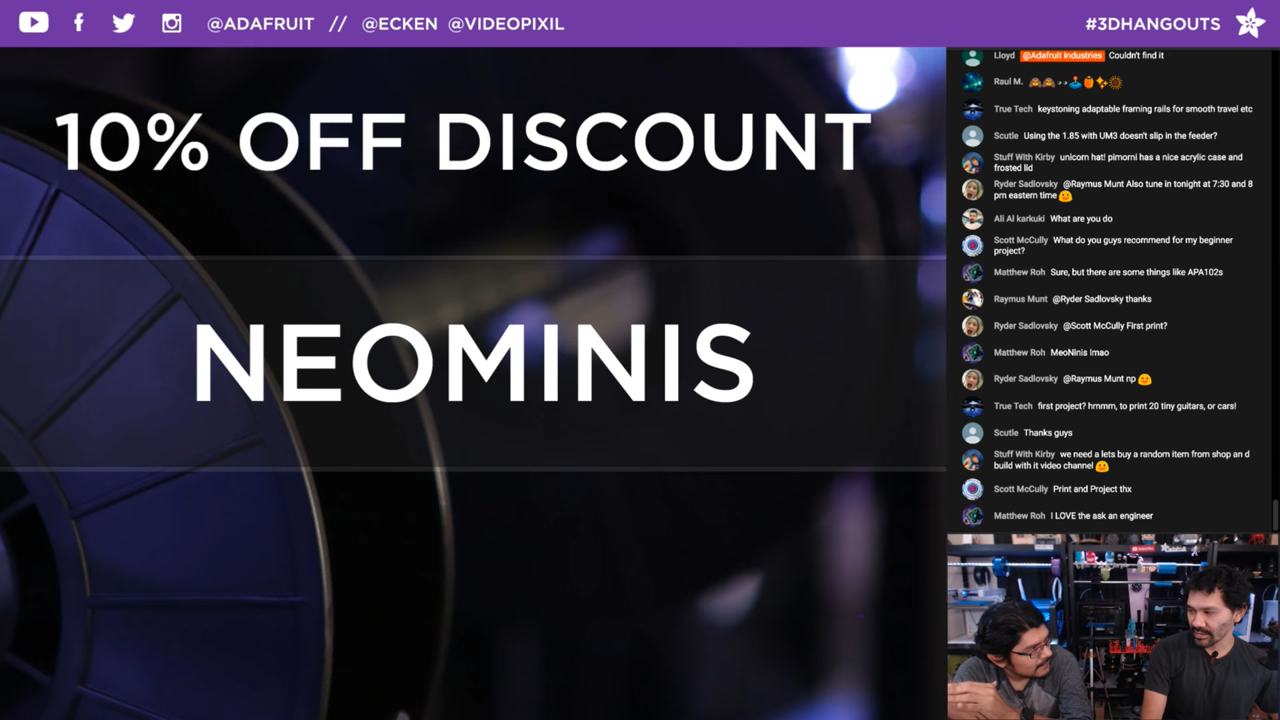 @ADAFRUIT // @ECKEN @VIDEOPIXIL
#3DHANGOUTS
10% OFF DISCOUNT
NEOMINIS
Lloyd @Adafruit Industries Couldn't find it
Raul M.
True Tech keystoning adaptable framing rails for smooth travel etc
Scutle Using the 1.85 with UM3 doesn't slip in the feeder?
Stuff With Kirby unicorn hat! pimorni has a nice acrylic case and
frosted lid
Ryder Sadlovsky @Raymus Munt Also tune in tonight at 7:30 and 8
pm eastern time
Ali Al karkuki What are you do
Scott McCully What do you guys recommend for my beginner
project?
Matthew Roh Sure, but there are some things like APA102s
Raymus Munt @Ryder Sadlovsky thanks
Ryder Sadlovsky @Scott McCully First print?
Matthew Roh MeoNinis lmao
Ryder Sadlovsky @Raymus Munt np
True Tech first project? hmmm, to print 20 tiny guitars, or cars!
Scutle Thanks guys
Stuff With Kirby we need a lets buy a random item from shop an d
build with it video channel
Scott McCully Print and Project thx
Matthew Roh I LOVE the ask an engineer